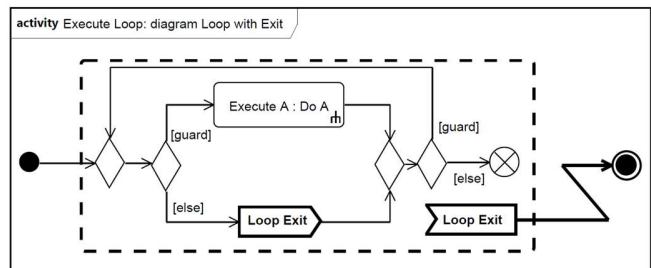 activity Execute Loop: diagram Loop with Exit
Execute A : Do A
[guard]
[guard]
[else]
[else]
Loop Exit
Loop Exit